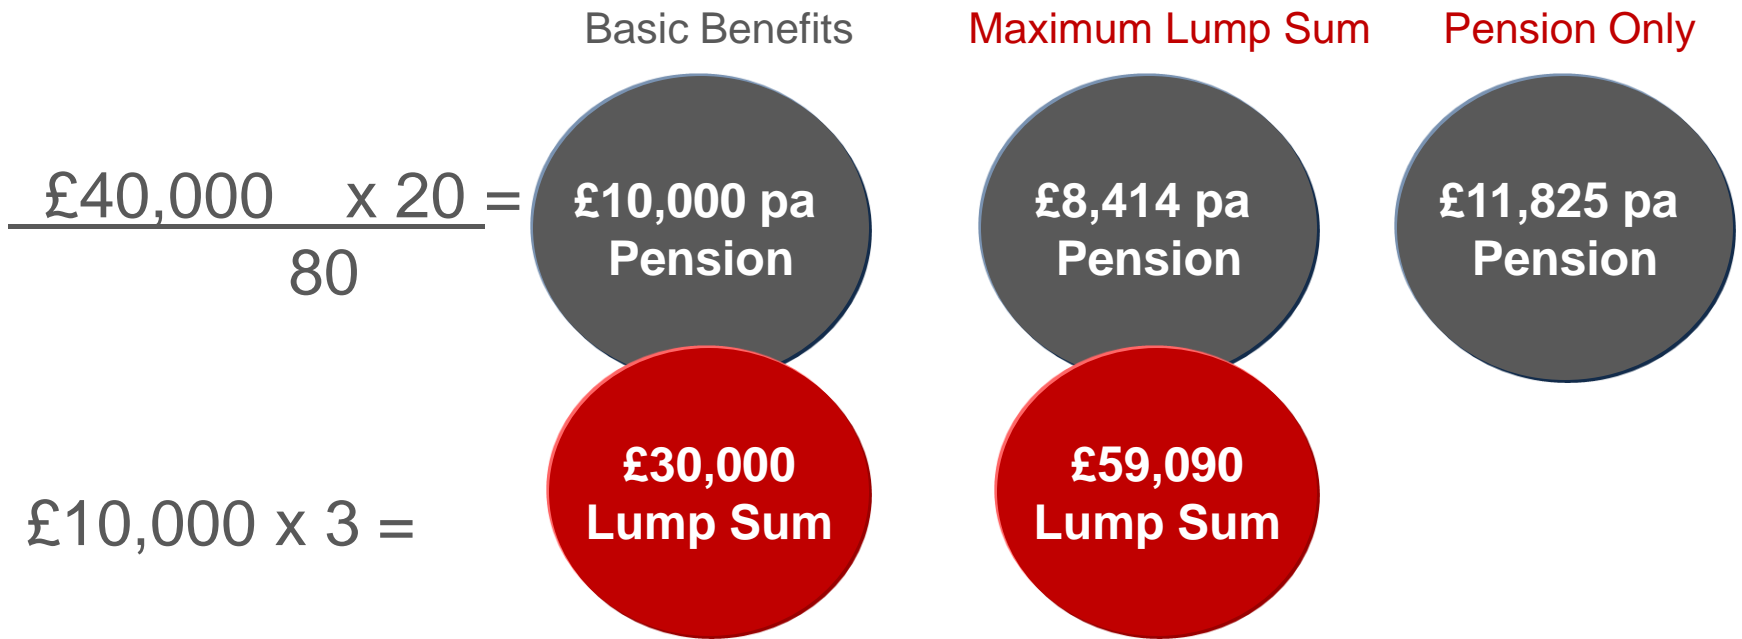 Basic Benefits
Maximum Lump Sum
Pension Only
£40,000 x 20 =
80
£10,000 pa
Pension
£8,414 pa
Pension
£11,825 pa
Pension
£10,000 x 3 =
£30,000
Lump Sum
£59,090
Lump Sum